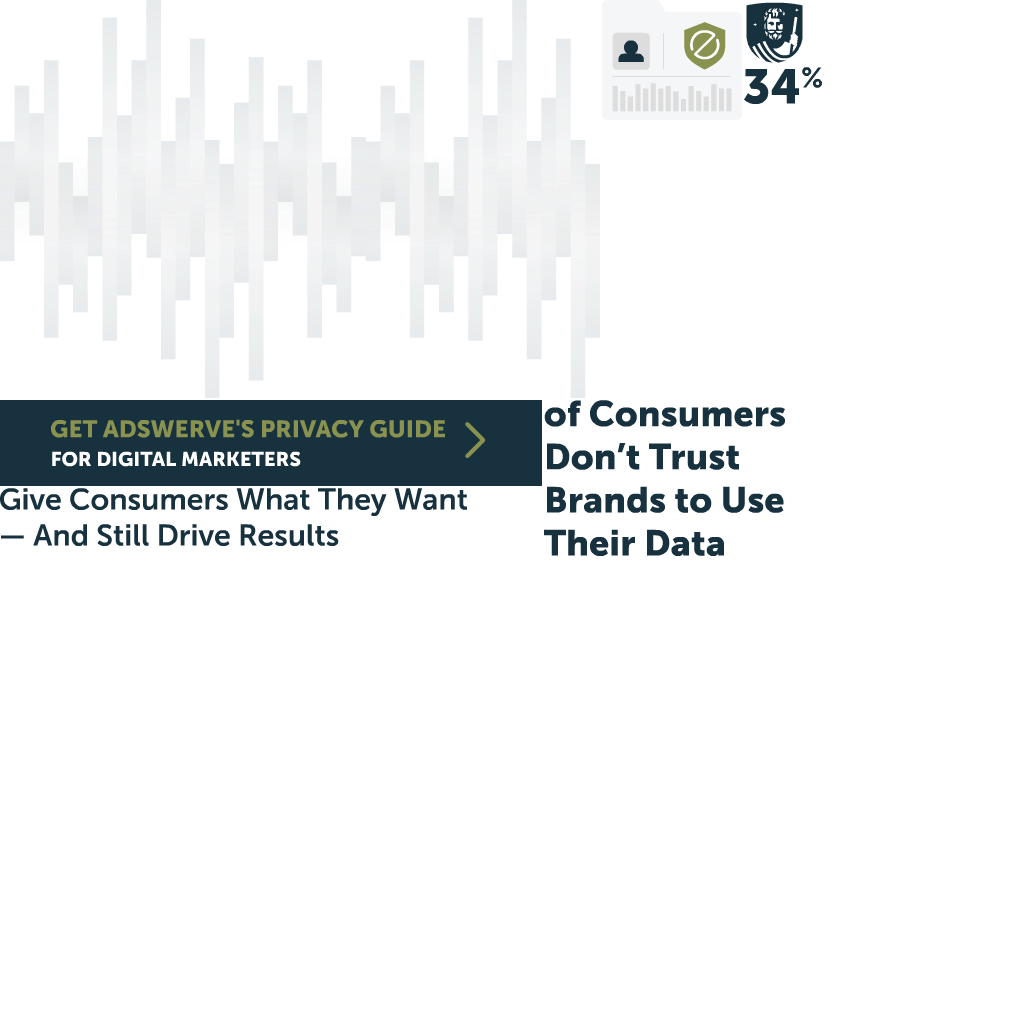 34%
of Consumers
Don’t Trust
Brands to Use
Their Data
GET ADSWERVE'S PRIVACY GUIDE
FOR DIGITAL MARKETERS
Give Consumers What They Want
— And Still Drive Results